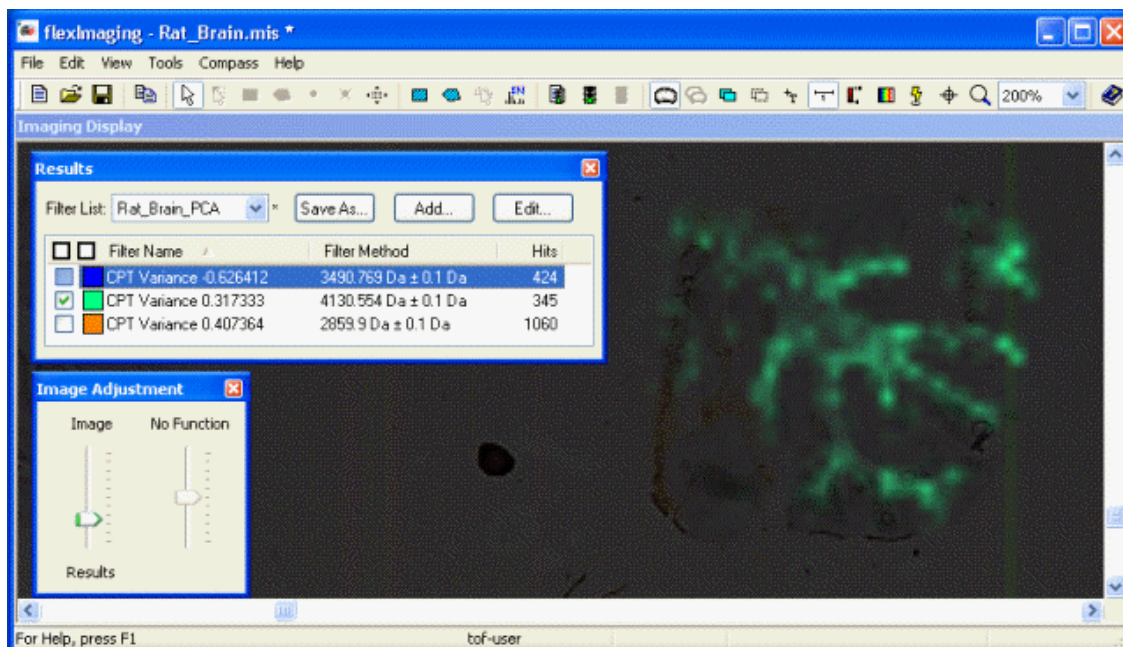 flexImaging - Rat_Brain.mis *
File Edit View Tools Compass Help
200%
Imaging Display
Results
Filter List: Rat_Brain_PCA * Save As... Add... Edit...
Filter Name Filter Method Hits
CPT Variance -0.626412 3490.769 Da ± 0.1 Da 424
CPT Variance 0.317333 4130.554 Da ± 0.1 Da 345
CPT Variance 0.407364 2859.9 Da ± 0.1 Da 1060
Image Adjustment
Image No Function
Results
For Help, press F1 tof-user